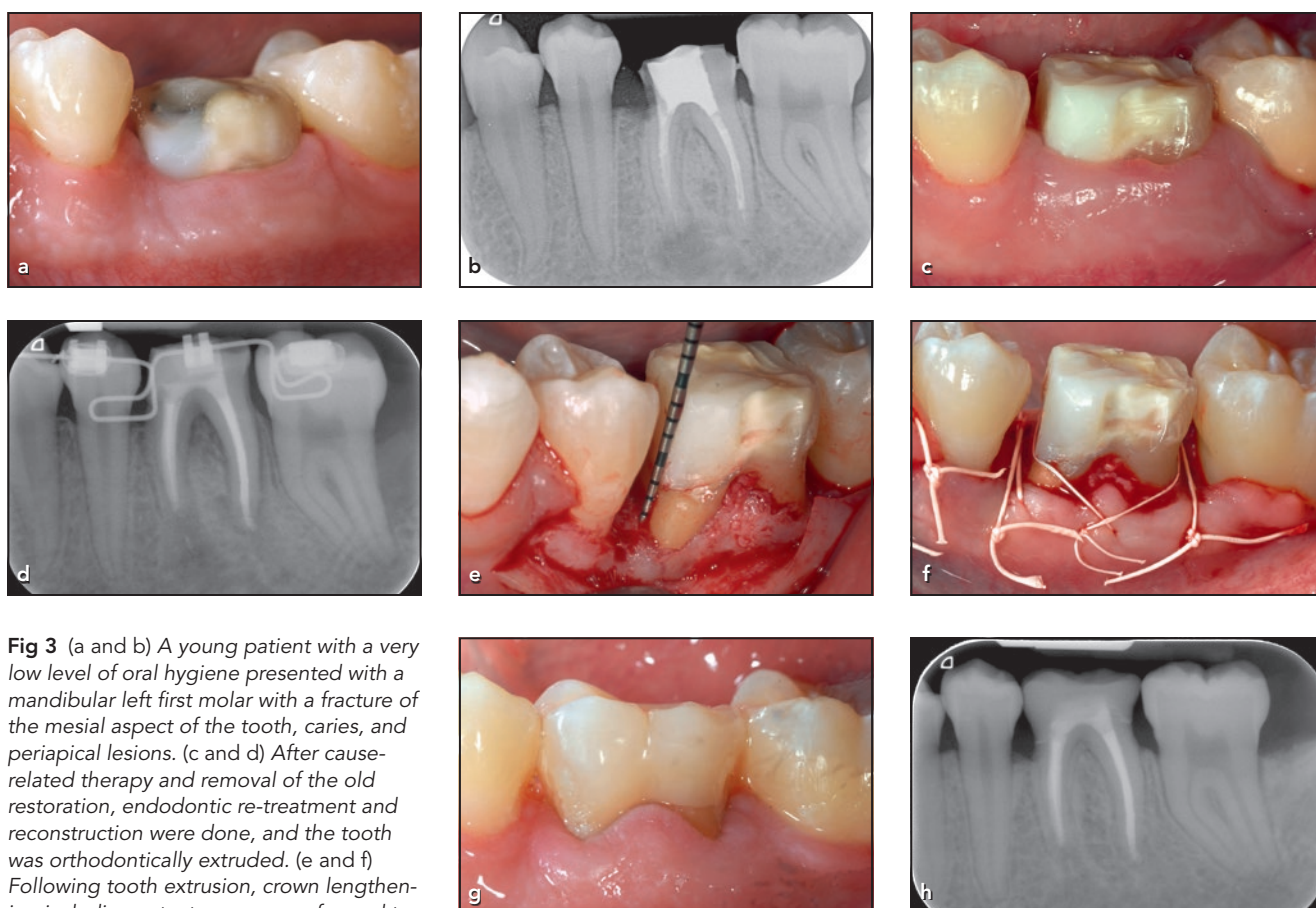 a
b
c
d
e
f
Fig 3 (a and b) A young patient with a very
low level of oral hygiene presented with a
mandibular left first molar with a fracture of
the mesial aspect of the tooth, caries, and
periapical lesions. (c and d) After cause-
related therapy and removal of the old
restoration, endodontic re-treatment and
reconstruction were done, and the tooth
was orthodontically extruded. (e and f)
Following tooth extrusion, crown lengthen-
g
h